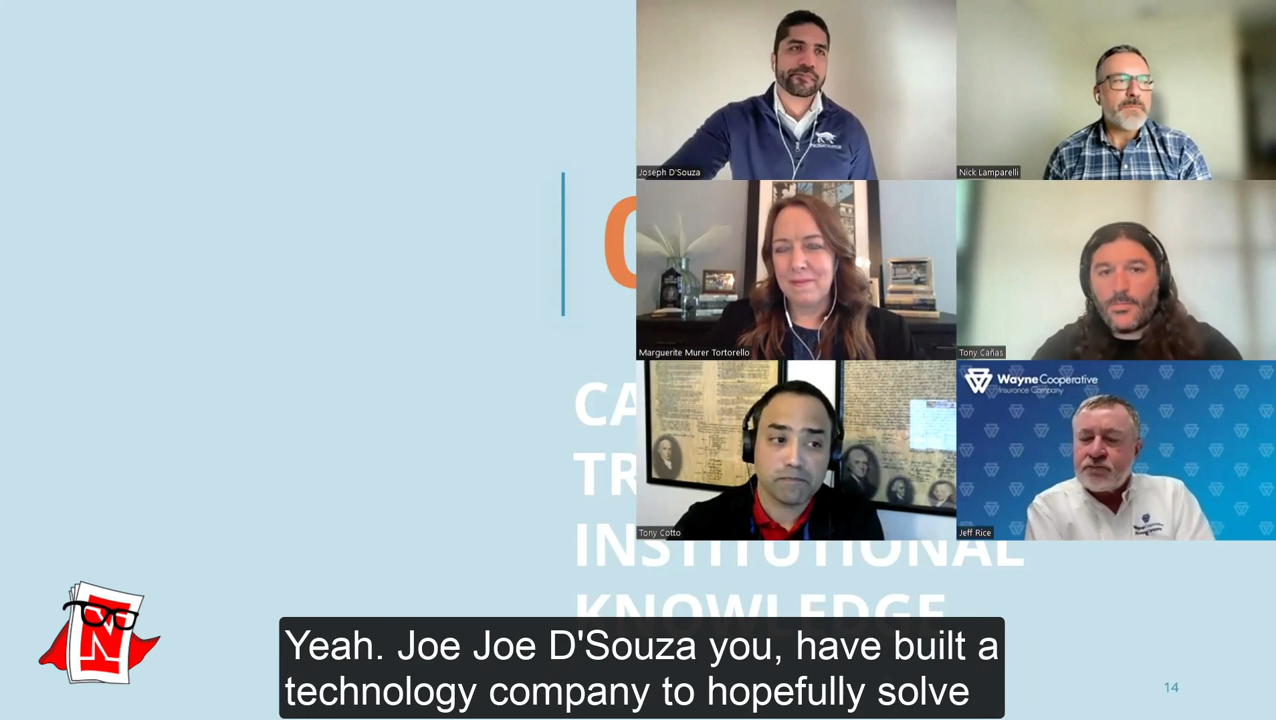 Joseph D'Souza
Nick Lamparelli
Marguerite Murer Tortorello
Tony Cañas
Wayne Cooperative
Insurance Company
Tony Cotto
Jeff Rice
CA
TR
INSTITUTIONAL
KNOWLEDGE
N
Yeah. Joe Joe D'Souza you, have built a
technology company to hopefully solve
14